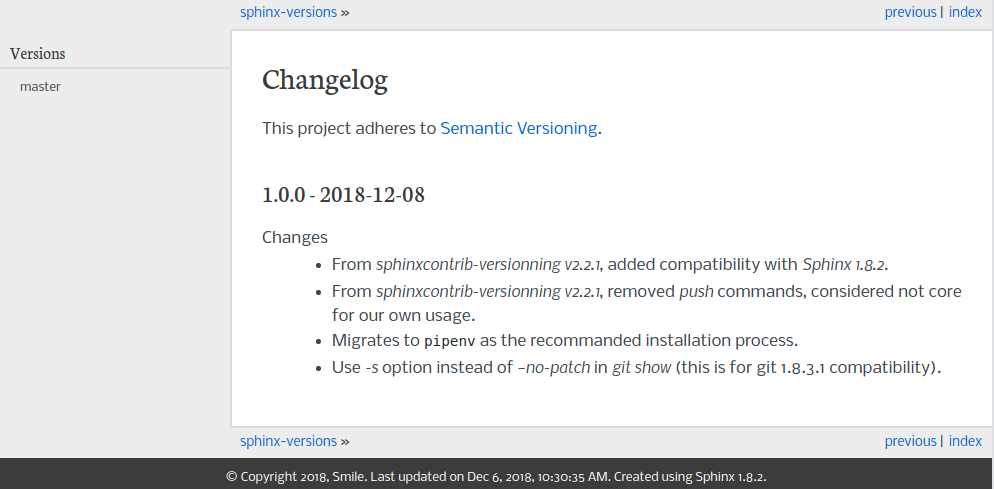 sphinx-versions »
previous | index
Versions
master
Changelog
This project adheres to Semantic Versioning.
1.0.0 - 2018-12-08
Changes
• From sphinxcontrib-versionning v2.2.1, added compatibility with Sphinx 1.8.2.
• From sphinxcontrib-versionning v2.2.1, removed push commands, considered not core
for our own usage.
• Migrates to pipenv as the recommanded installation process.
• Use -s option instead of –no-patch in git show (this is for git 1.8.3.1 compatibility).
sphinx-versions »
previous | index
© Copyright 2018, Smile. Last updated on Dec 6, 2018, 10:30:35 AM. Created using Sphinx 1.8.2.